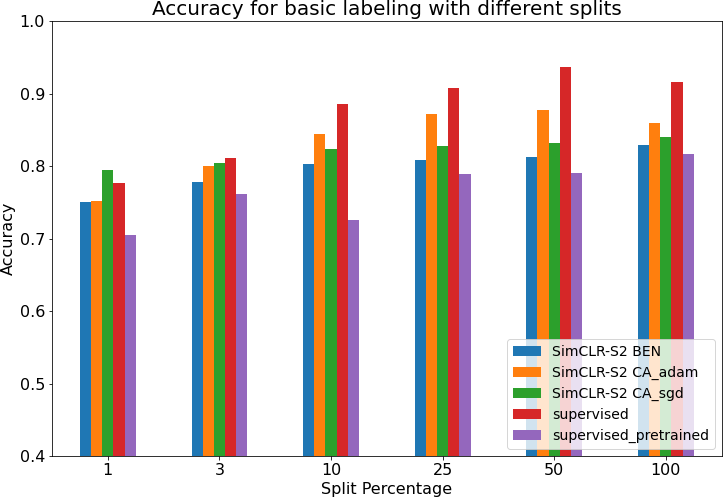 Accuracy for basic labeling with different splits
1.0
0.9
0.8
0.7
0.6
0.5
0.4
Accuracy
SimCLR-S2 BEN
SimCLR-S2 CA_adam
SimCLR-S2 CA_sgd
supervised
supervised_pretrained
1 3 10 25 50 100
Split Percentage